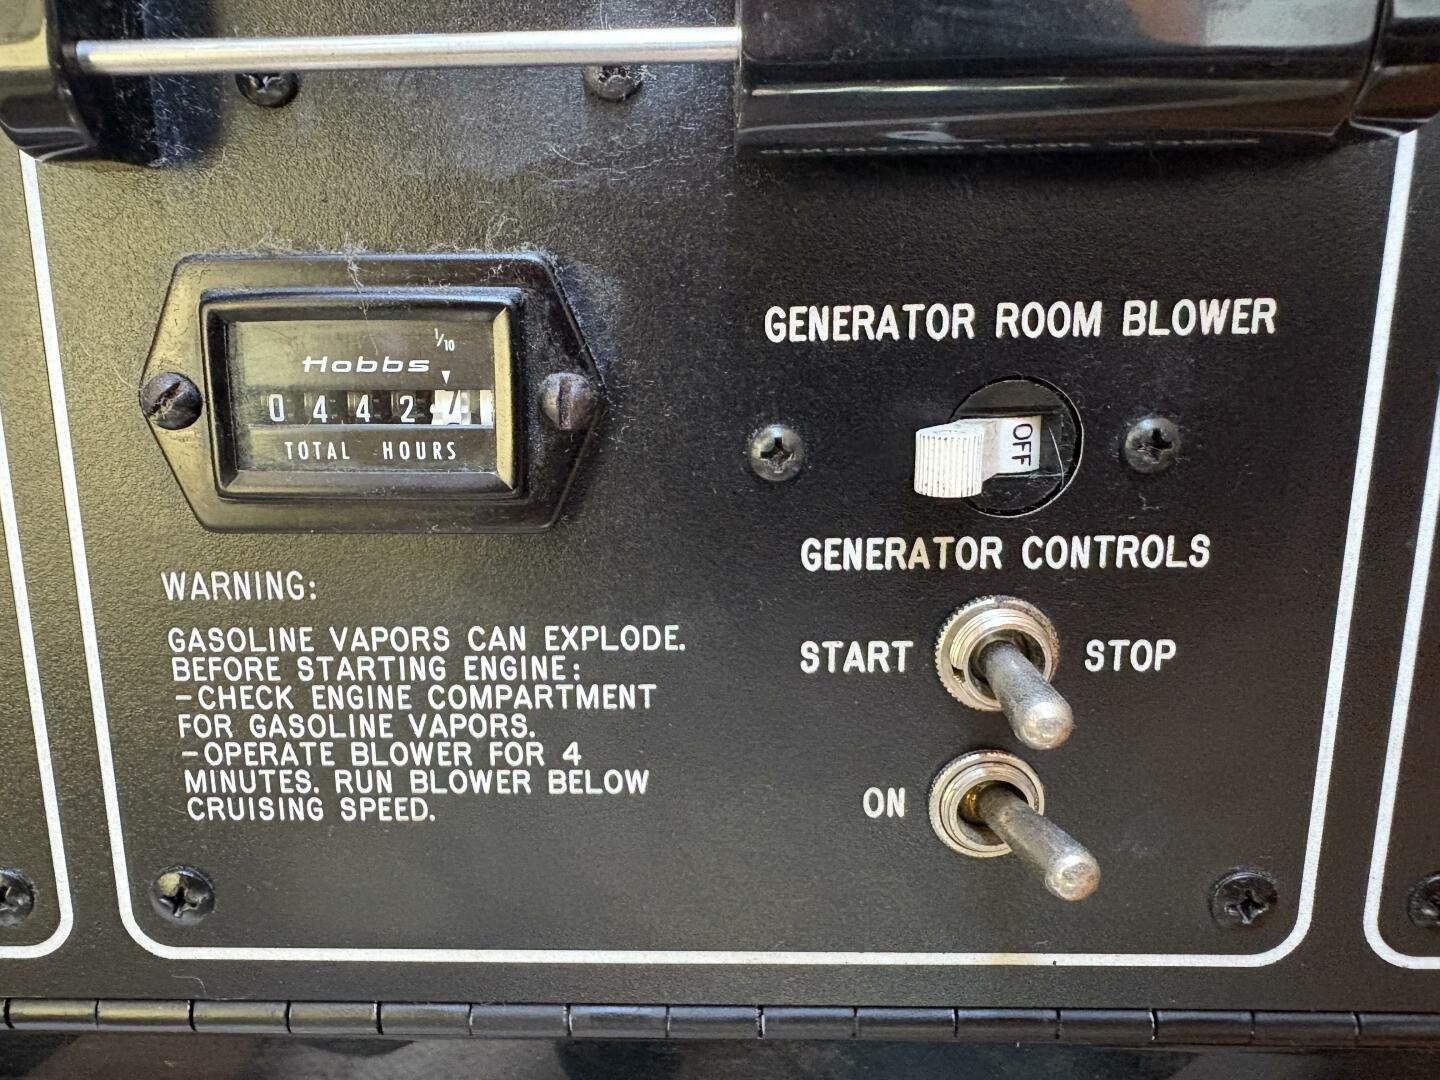 1/10
Hobbs
0 4 4 2
TOTAL HOURS
GENERATOR ROOM BLOWER
OFF
GENERATOR CONTROLS
START STOP
ON
WARNING:
GASOLINE VAPORS CAN EXPLODE.
BEFORE STARTING ENGINE:
-CHECK ENGINE COMPARTMENT
FOR GASOLINE VAPORS.
-OPERATE BLOWER FOR 4
MINUTES. RUN BLOWER BELOW
CRUISING SPEED.